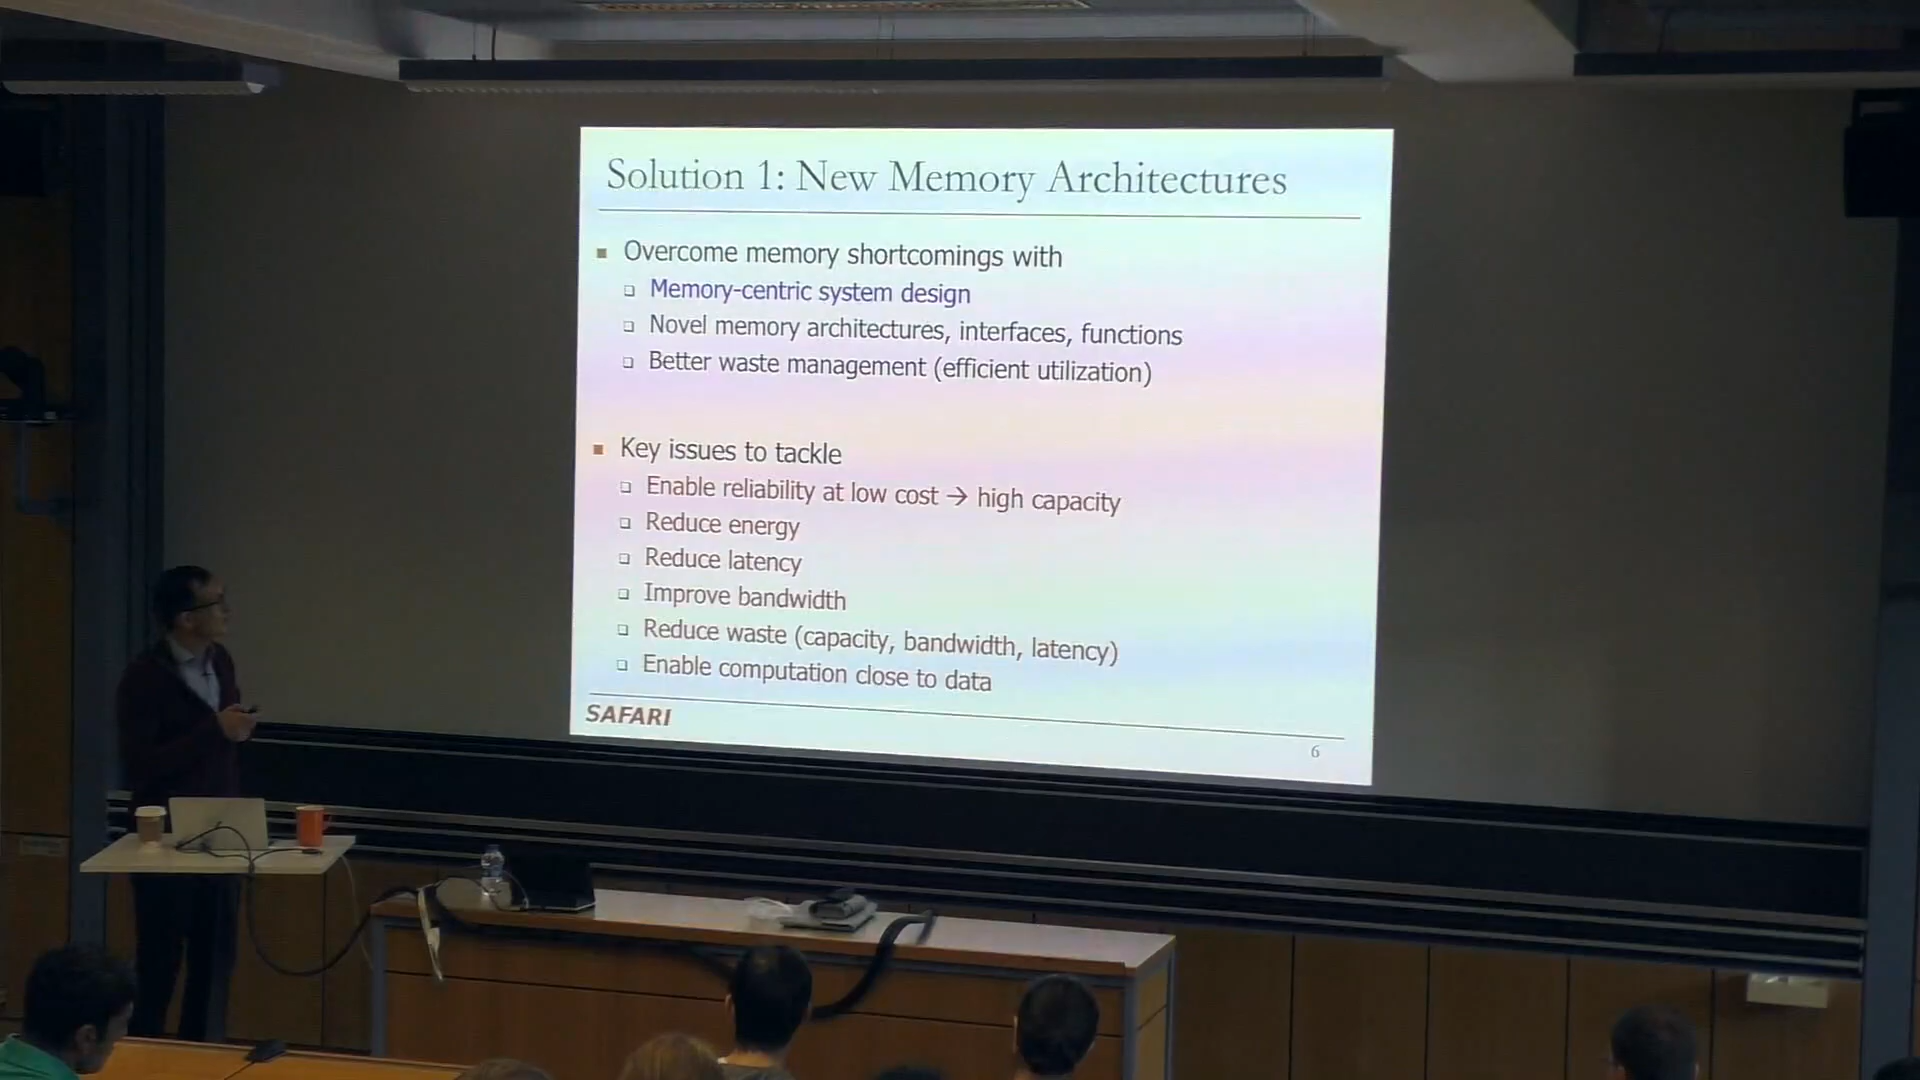 Solution 1: New Memory Architectures
Overcome memory shortcomings with
Memory-centric system design
Novel memory architectures, interfaces, functions
Better waste management (efficient utilization)
Key issues to tackle
Enable reliability at low cost → high capacity
Reduce energy
Reduce latency
Improve bandwidth
Reduce waste (capacity, bandwidth, latency)
Enable computation close to data
SAFARI
6